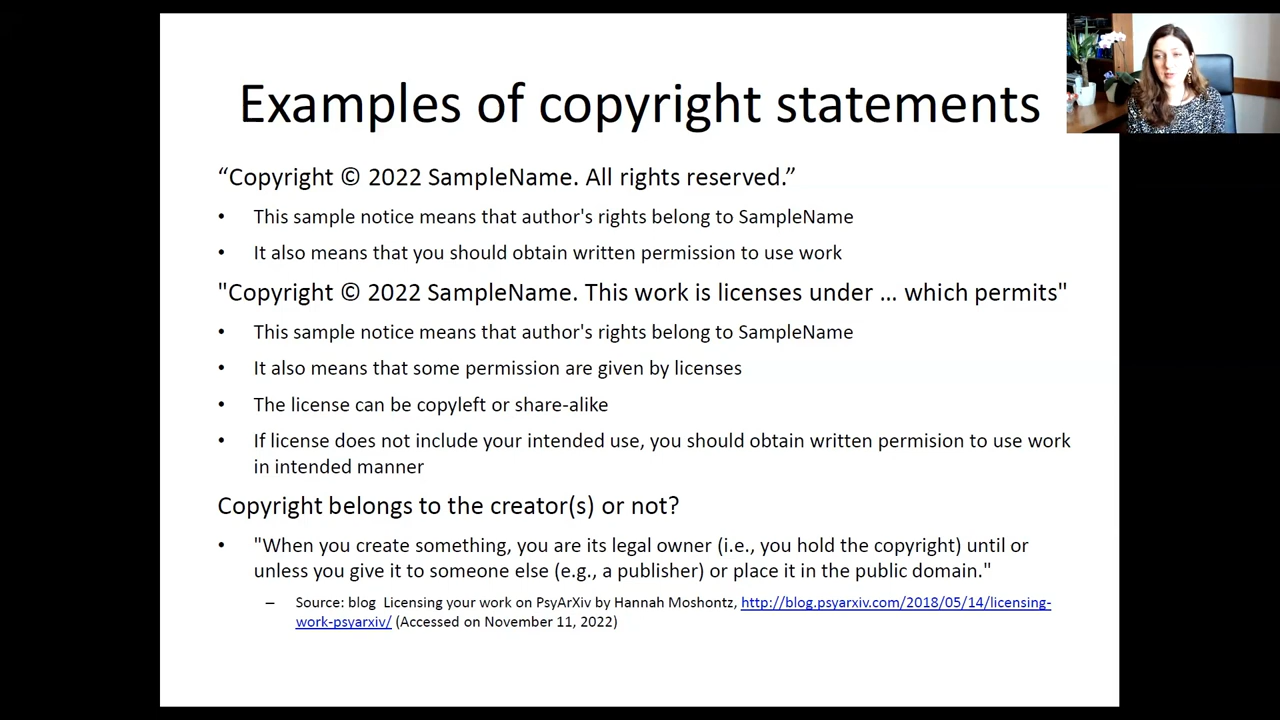 Examples of copyright statements
“Copyright © 2022 SampleName. All rights reserved.”
• This sample notice means that author's rights belong to SampleName
• It also means that you should obtain written permission to use work
"Copyright © 2022 SampleName. This work is licenses under … which permits"
• This sample notice means that author's rights belong to SampleName
• It also means that some permission are given by licenses
• The license can be copyleft or share-alike
• If license does not include your intended use, you should obtain written permision to use work
in intended manner
Copyright belongs to the creator(s) or not?
• "When you create something, you are its legal owner (i.e., you hold the copyright) until or
unless you give it to someone else (e.g., a publisher) or place it in the public domain."
– Source: blog Licensing your work on PsyArXiv by Hannah Moshontz, http://blog.psyarxiv.com/2018/05/14/licensing-
work-psyarxiv/ (Accessed on November 11, 2022)